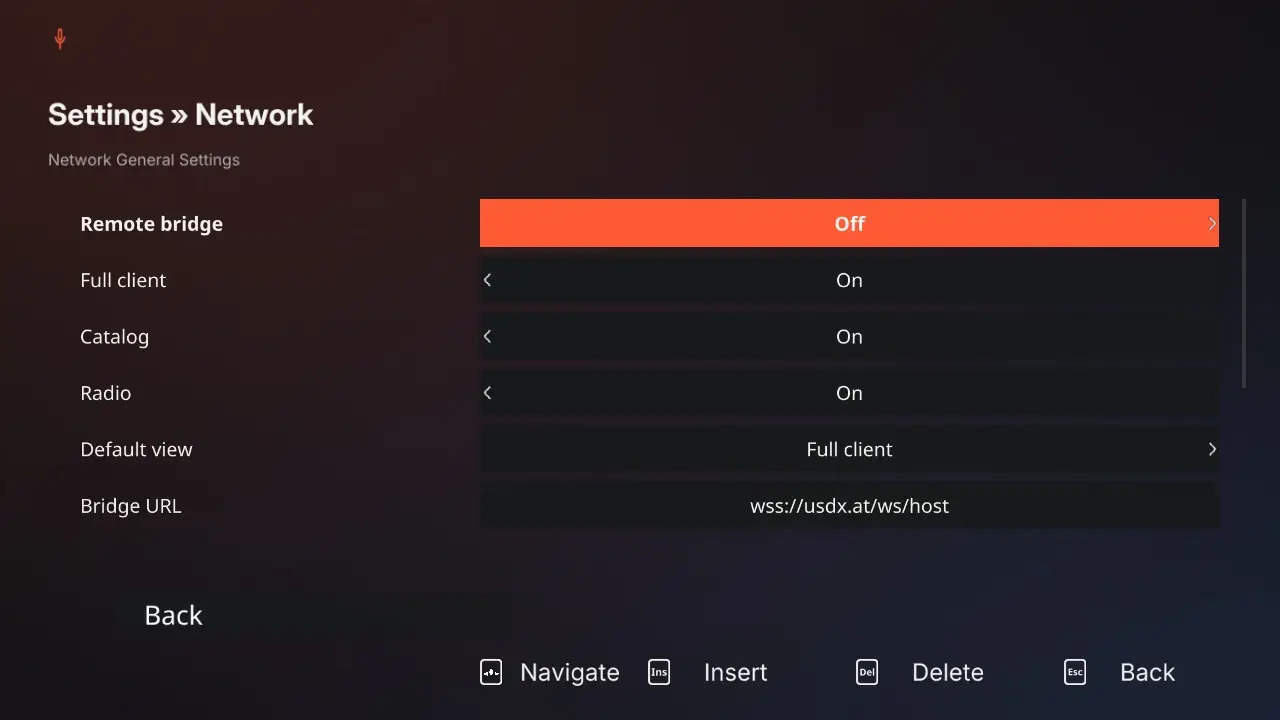 Settings » Network
Network General Settings
Remote bridge Off
Full client On
Catalog On
Radio On
Default view Full client
Bridge URL wss://usdx.at/ws/host
Back
Navigate Ins Insert Del Delete Esc Back